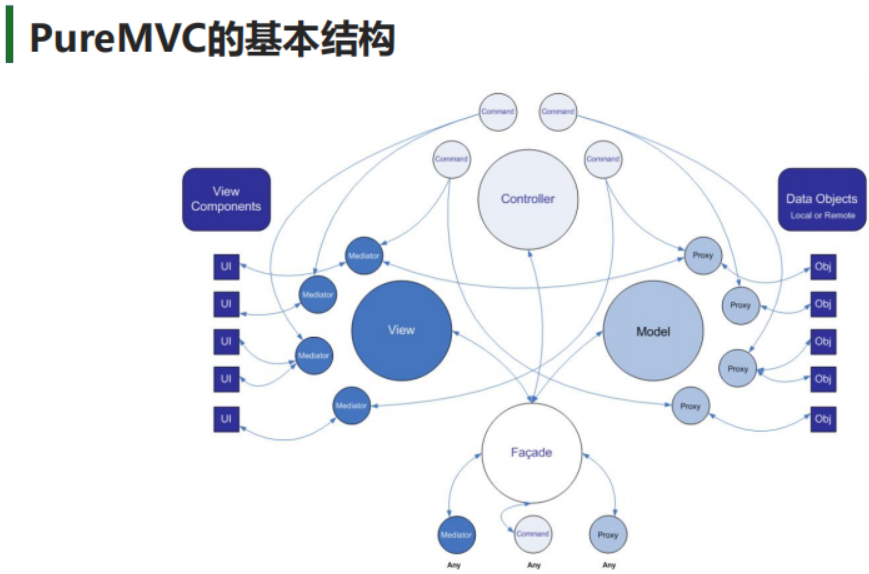 PureMVC的基本结构
Command
Command
Command
Command
View
Components
Controller
Data Objects
Local or Remote
UI
Mediator
Proxy
Obj
UI
Mediator
Proxy
Obj
View
Model
UI
Mediator
Proxy
Obj
UI
Obj
UI
Mediator
Proxy
Obj
Façade
Mediator
Command
Proxy
Any
Any
Any